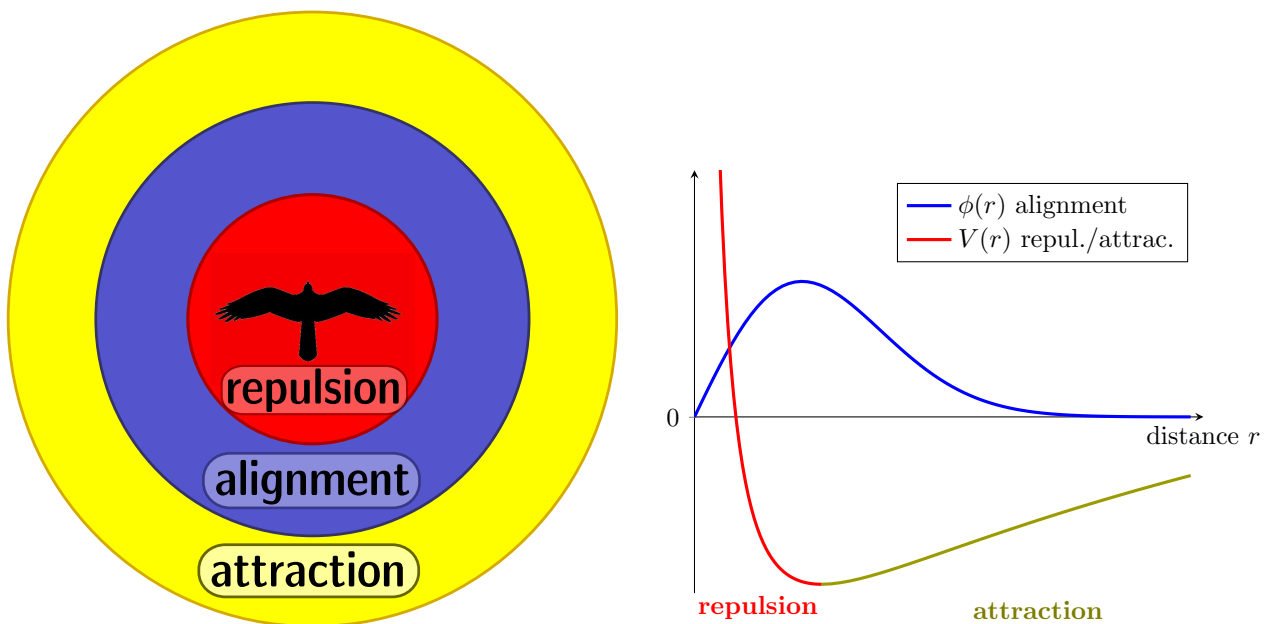 repulsion
alignment
attraction
ϕ(r) alignment
V(r) repul./attrac.
0
distance r
repulsion
attraction